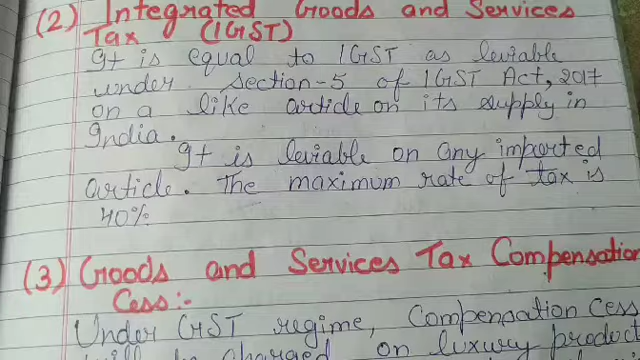 (2) Integrated Goods and Services
Tax (IGST)
It is equal to IGST as leviable
under section-5 of IGST Act, 2017
on a like article on its supply in
India.
It is leviable on any imported
article. The maximum rate of tax is
40%
(3) Goods and Services Tax Compensation
Cess:-
Under GST regime, Compensation Cess
will be charged on luxury product